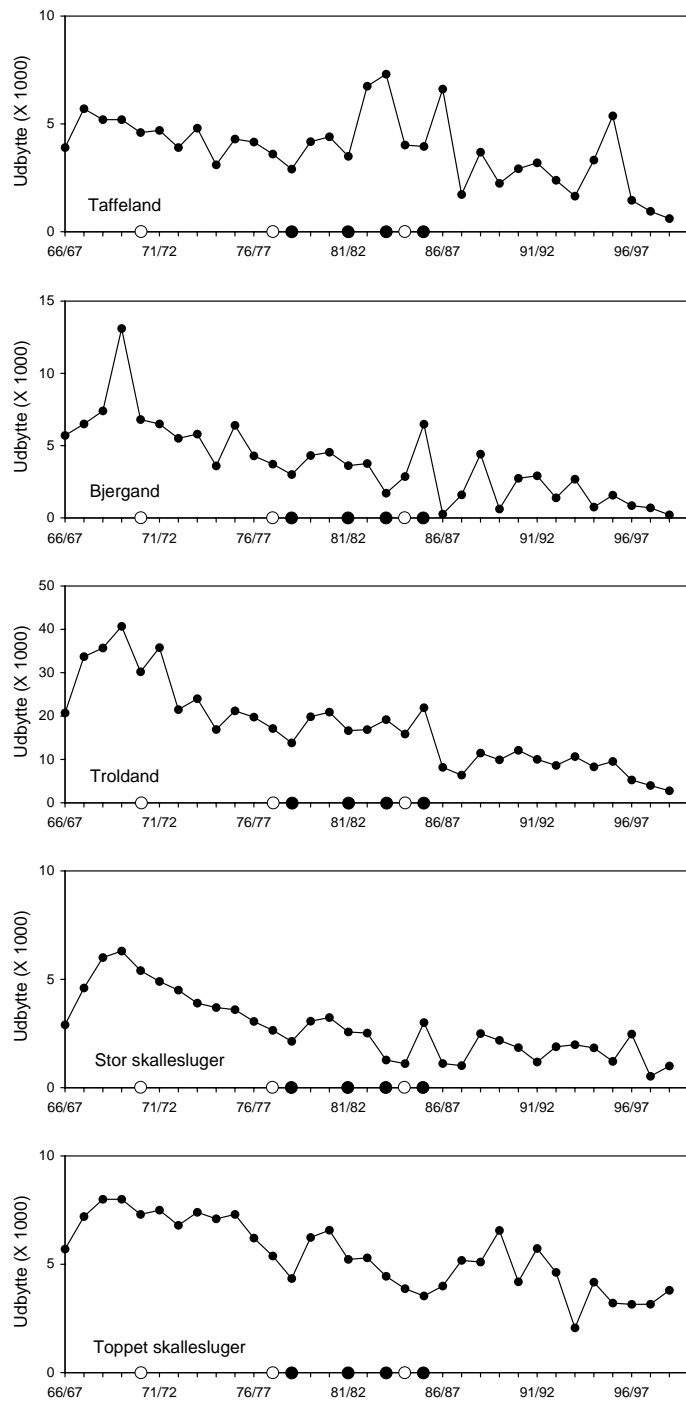 10
5
0
Udbytte (X 1000)
Taffeland
66/67 71/72 76/77 81/82 86/87 91/92 96/97
15
10
5
0
Udbytte (X 1000)
Bjergand
66/67 71/72 76/77 81/82 86/87 91/92 96/97
50
40
30
20
10
0
Udbytte (X 1000)
Troldand
66/67 71/72 76/77 81/82 86/87 91/92 96/97
10
5
0
Udbytte (X 1000)
Stor skallesluger
66/67 71/72 76/77 81/82 86/87 91/92 96/97
10
5
0
Udbytte (X 1000)
Toppet skallesluger
66/67 71/72 76/77 81/82 86/87 91/92 96/97